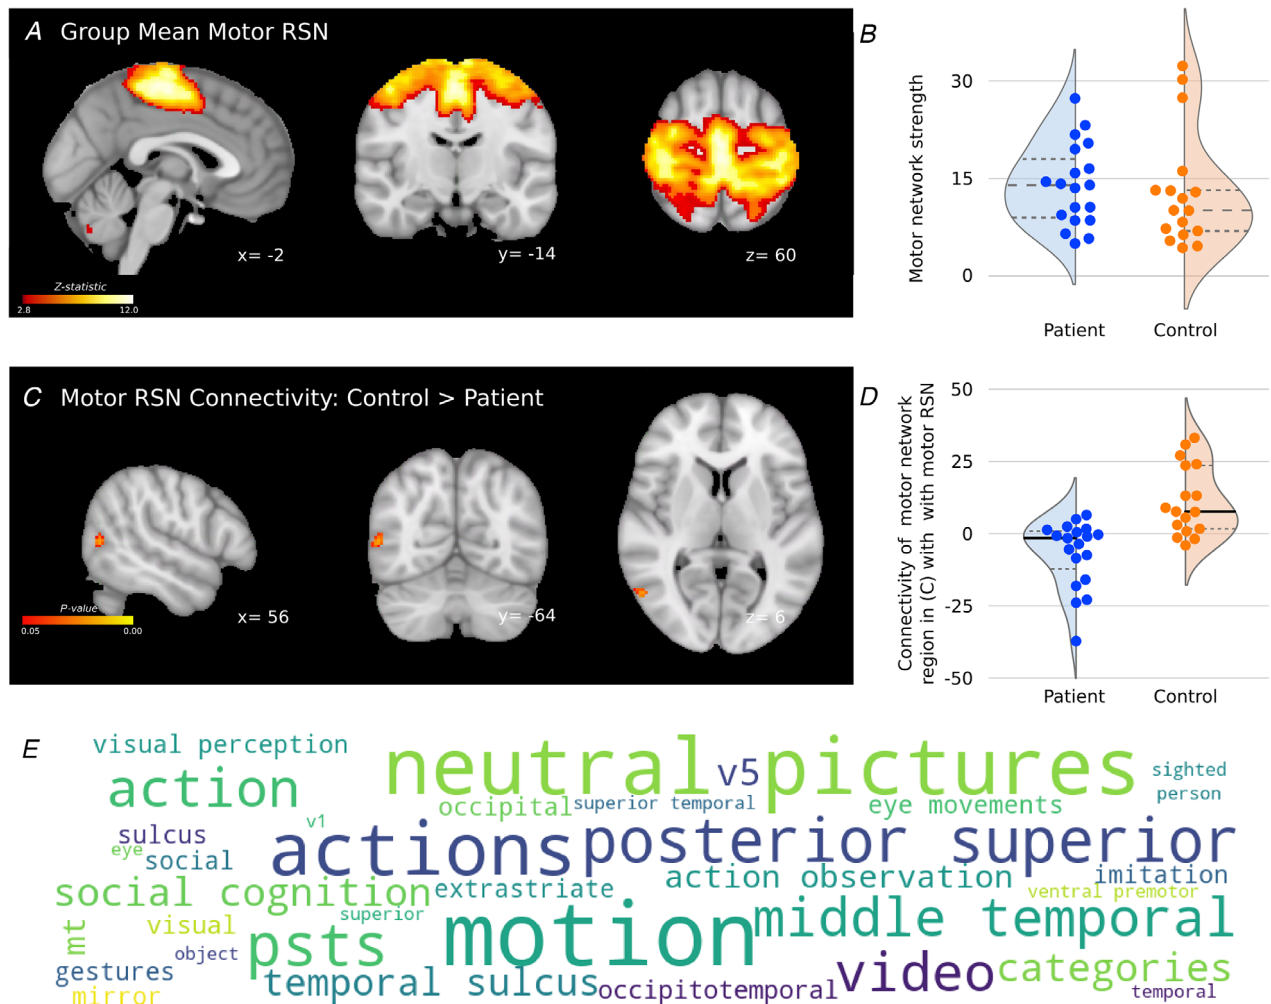 A Group Mean Motor RSN
x= -2
y= -14
z= 60
Z-statistic
2.8 12.0
B
Motor network strength
30
15
0
Patient Control
C Motor RSN Connectivity: Control > Patient
x= 56
y= -64
z= 6
P-value
0.05 0.00
D
Connectivity of motor network
region in (C) with with motor RSN
50
25
0
-25
-50
Patient Control
E
visual perception
neutral v5 pictures
sighted
action
person
occipital superior temporal eye movements
v1
sulcus
actions posterior superior
eye
social
action observation imitation
social cognition extrastriate
ventral premotor
superior
mt visual
psts motion middle temporal
object
gestures
temporal sulcus video categories
mirror
occipitotemporal
temporal